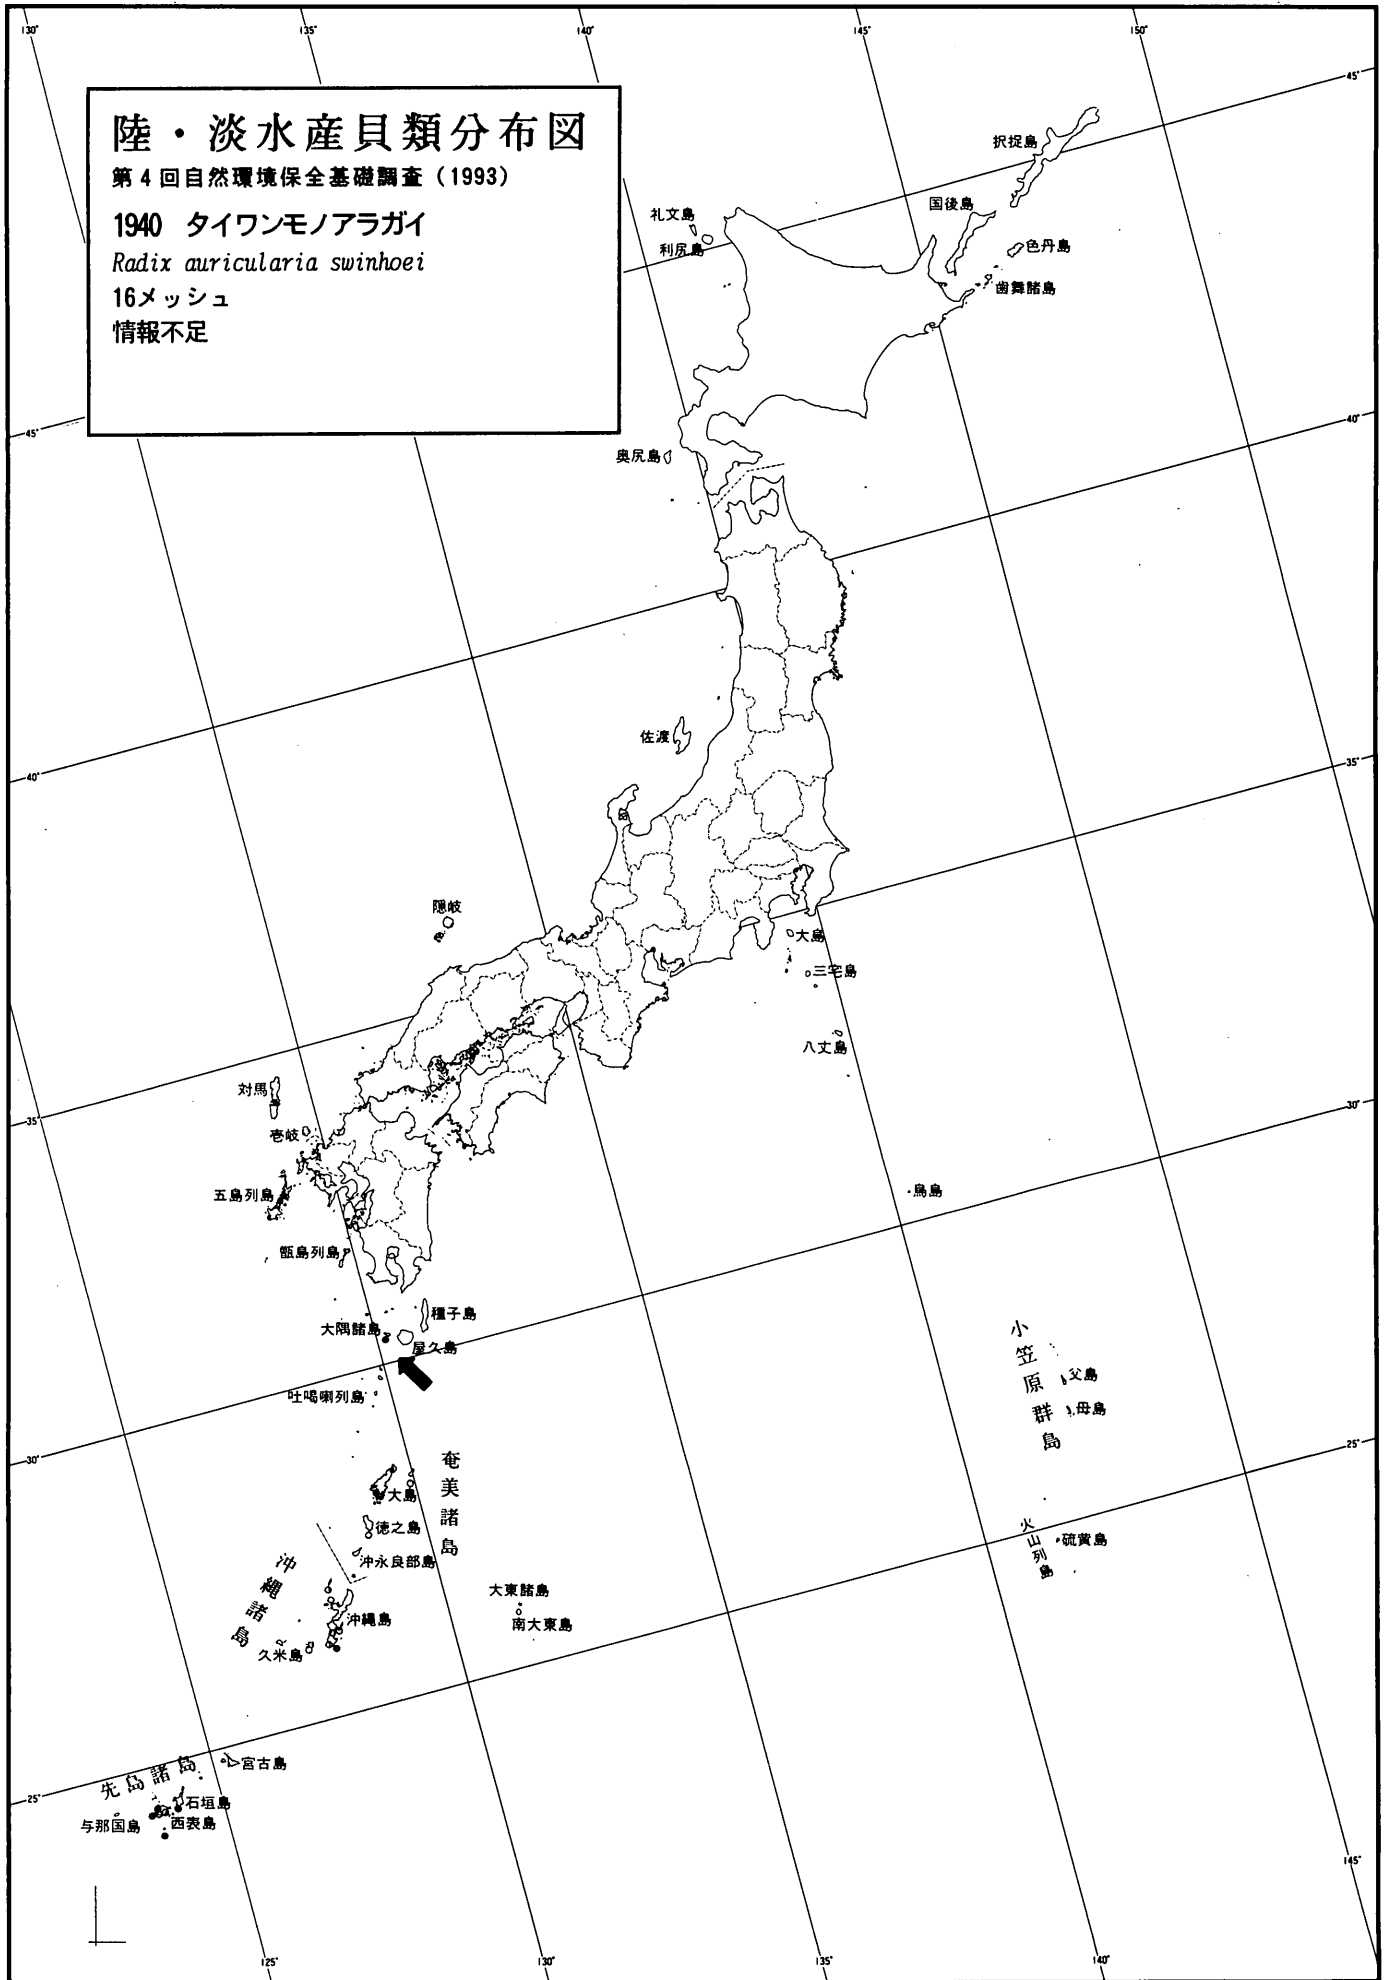 130°
135°
140°
145°
150°
陸・淡水産貝類分布図
第4回自然環境保全基礎調査（1993）
1940 タイワンモノアラガイ
Radix auricularia swinhoei
16メッシュ
情報不足
45°
択捉島
国後島
礼文島
利尻島
色丹島
歯舞諸島
40°
45°
奥尻島
佐渡
35°
40°
隠岐
大島
三宅島
八丈島
対馬
30°
35°
壱岐
五島列島
鳥島
甑島列島
種子島
大隅諸島
屋久島
小笠原群島
父島
吐噶喇列島
母島
25°
30°
奄美諸島
大島
徳之島
火山列島
硫黄島
沖永良部島
沖縄諸島
大東諸島
沖縄島
南大東島
久米島
宮古島
先島諸島
25°
石垣島
与那国島
西表島
145°
125°
130°
135°
140°